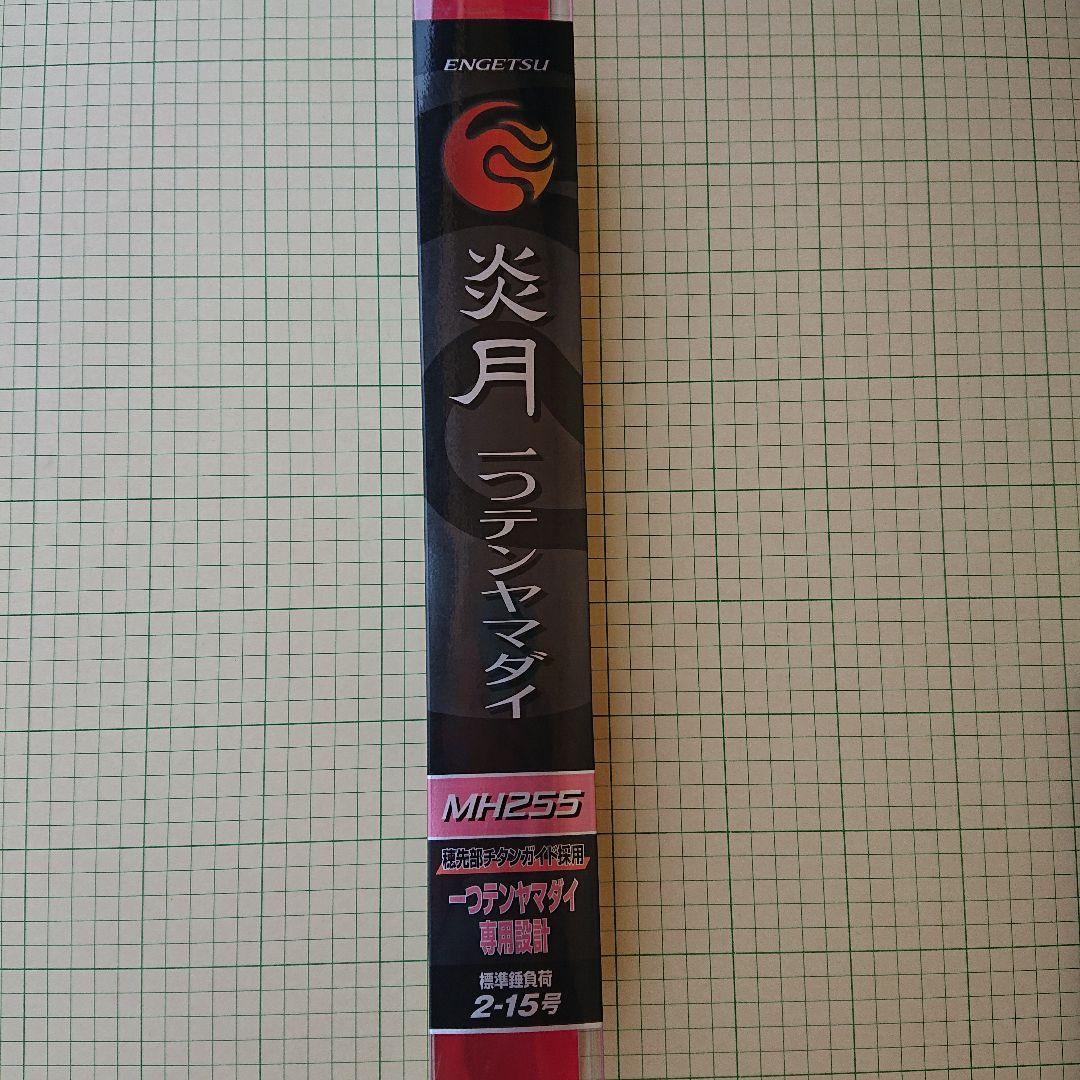 ENGETSU
炎月
一つテンヤマダイ
MH255
穂先部チタンガイド採用
一つテンヤマダイ
専用設計
標準錘負荷
2-15号